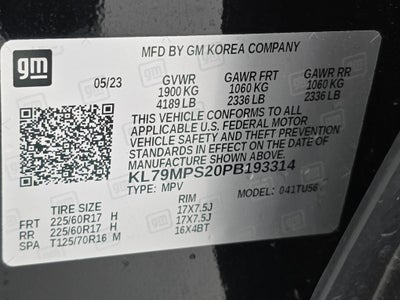 gm
MFD BY GM KOREA COMPANY
05/23 GVWR GAWR FRT GAWR RR
1900 KG 1060 KG 1060 KG
4189 LB 2336 LB 2336 LB
THIS VEHICLE CONFORMS TO ALL
APPLICABLE U.S. FEDERAL MOTOR
VEHICLE SAFETY AND THEFT PREVENTION
STANDARDS IN EFFECT ON THE DATE OF
MANUFACTURE SHOWN ABOVE.
KL79MPS20PB193314
TYPE: MPV MODEL: 041TU56
TIRE SIZE RIM
FRT 225/60R17 H 17X7.5J
RR 225/60R17 H 17X7.5J
SPA T125/70R16 M 16X4BT